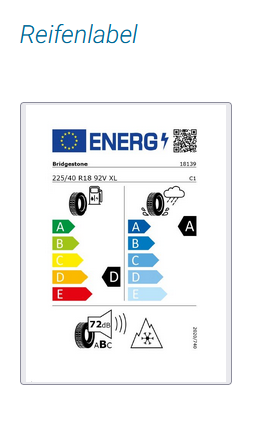 Reifenlabel
ENERG
Bridgestone 18139
225/40 R18 92V XL C1
A A A
B B
C C
D D D
E E
72dB
ABC
2020/740